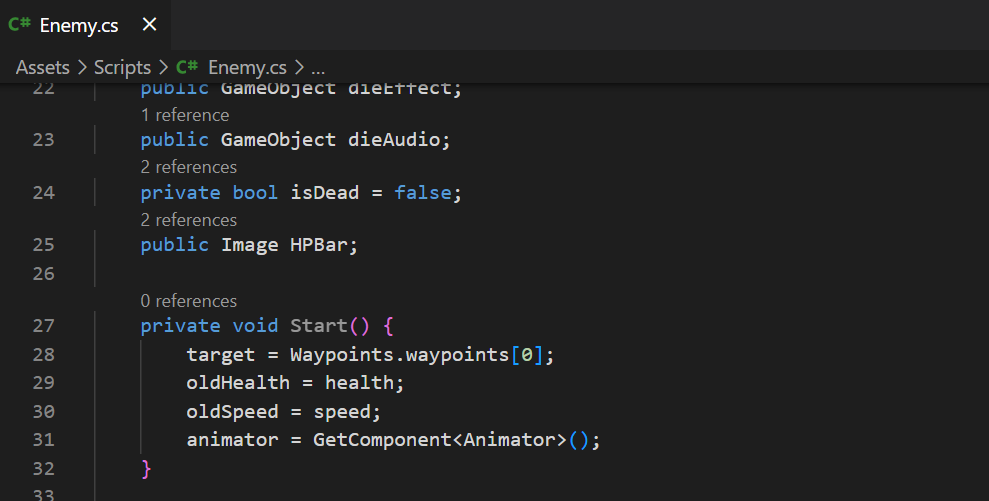 C# Enemy.cs ×
Assets > Scripts > C# Enemy.cs > ...
22 public GameObject dieEffect;
1 reference
23 public GameObject dieAudio;
2 references
24 private bool isDead = false;
2 references
25 public Image HPBar;
26
0 references
27 private void Start() {
28 target = Waypoints.waypoints[0];
29 oldHealth = health;
30 oldSpeed = speed;
31 animator = GetComponent<Animator>();
32 }
33